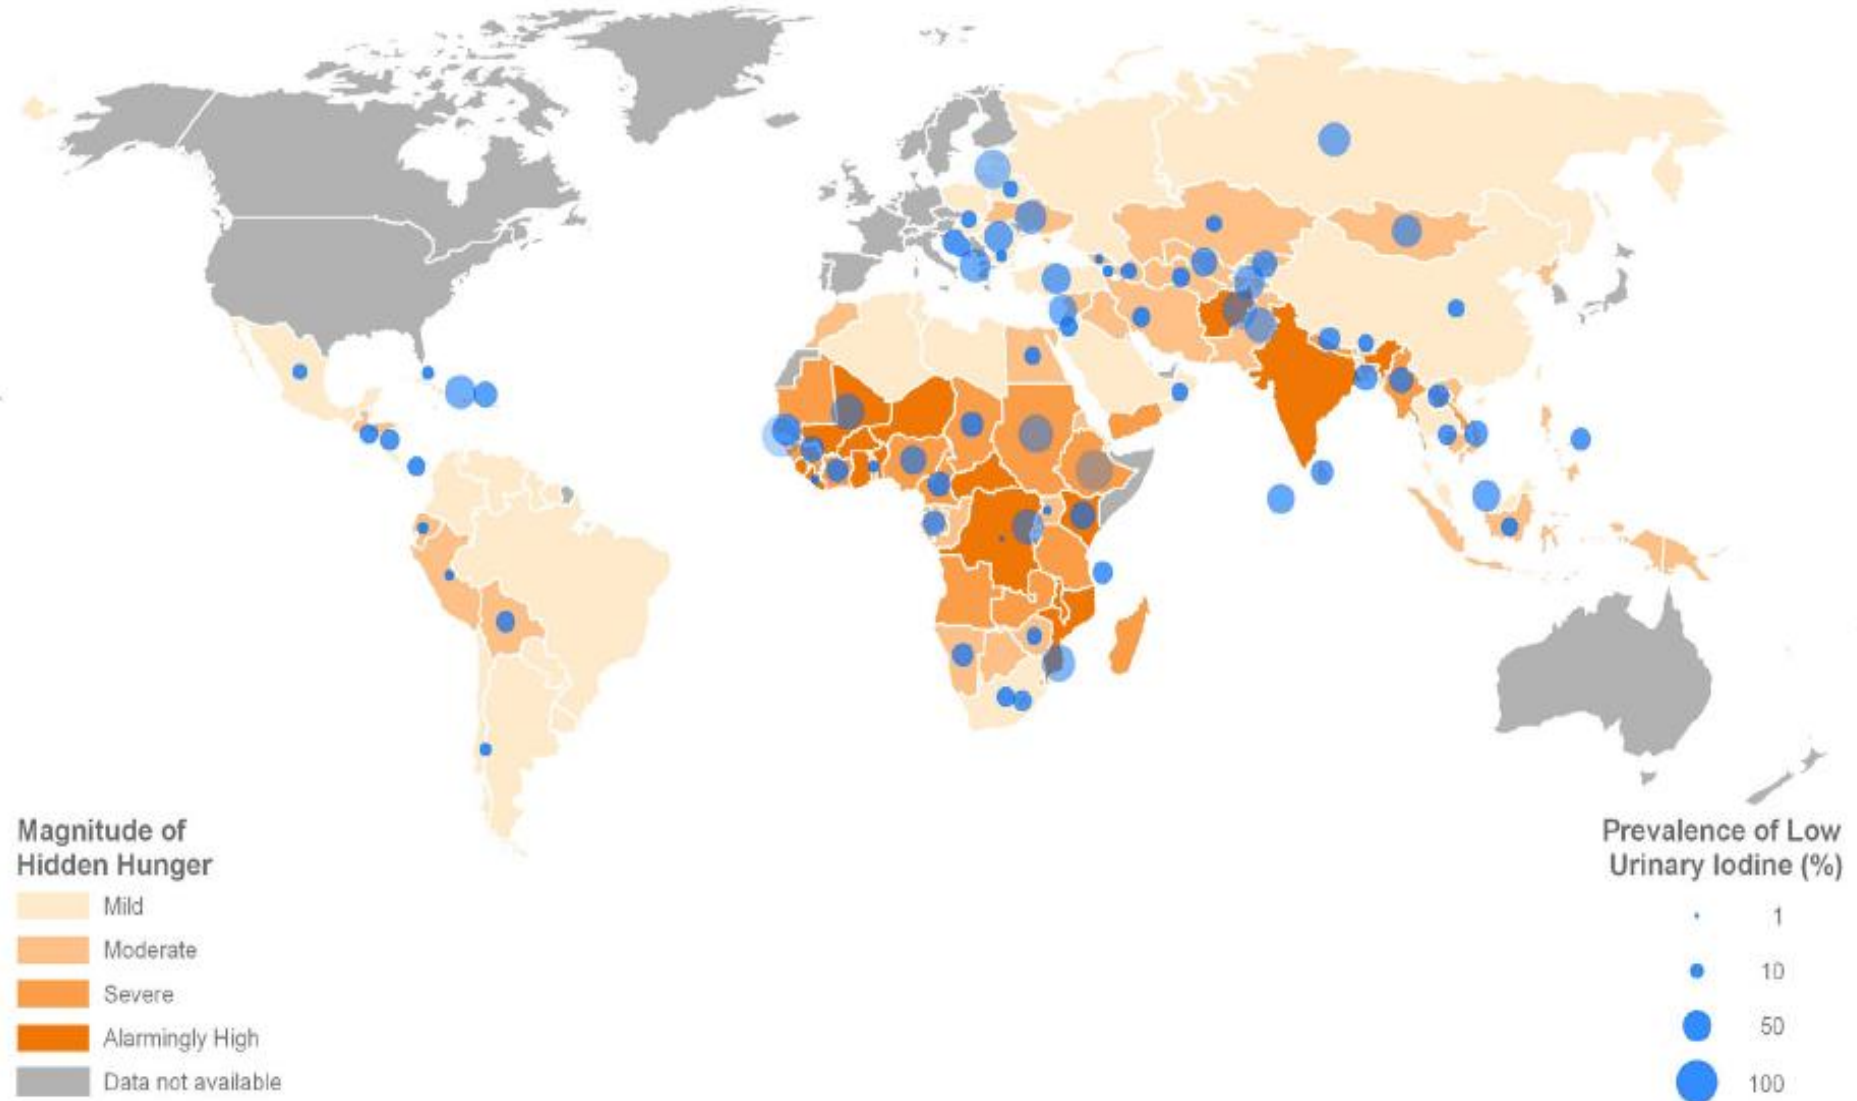 Magnitude of
Hidden Hunger
Mild
Moderate
Severe
Alarmingly High
Data not available
Prevalence of Low
Urinary Iodine (%)
1
10
50
100